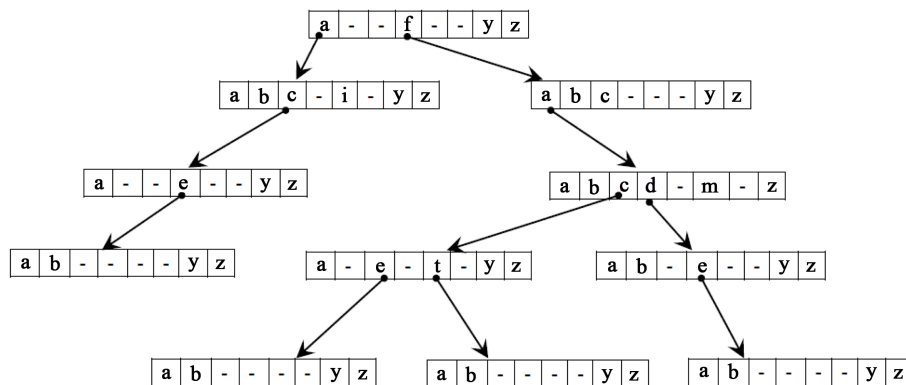 a - - f - - y z
a b c - i - y z
a b c - - - y z
a - - e - - y z
a b c d - m - z
a b - - - - y z
a - e - t - y z
a b - e - - y z
a b - - - - y z
a b - - - - y z
a b - - - - y z